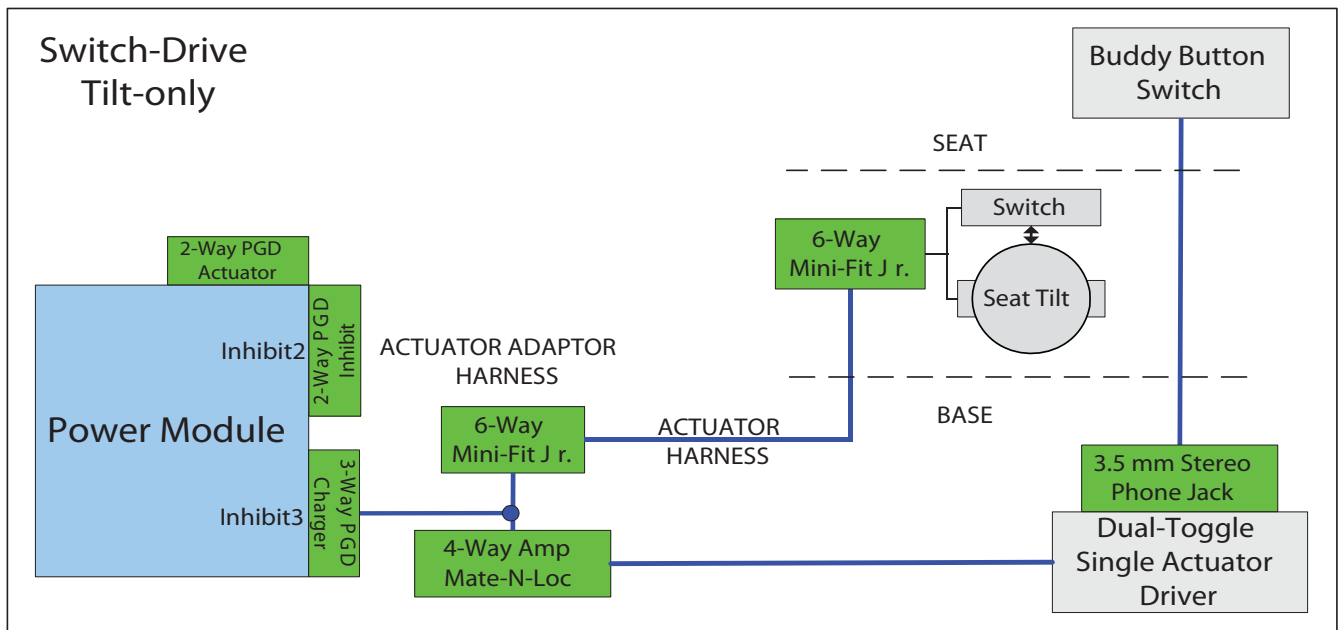 Switch-Drive
Tilt-only
Buddy Button
Switch
SEAT
Switch
6-Way
Mini-Fit J r.
Seat Tilt
2-Way PGD
Actuator
Inhibit2
2-Way PGD
Inhibit
ACTUATOR ADAPTOR
HARNESS
Power Module
6-Way
Mini-Fit J r.
ACTUATOR
HARNESS
BASE
3.5 mm Stereo
Phone Jack
Inhibit3
3-Way PGD
Charger
4-Way Amp
Mate-N-Loc
Dual-Toggle
Single Actuator
Driver